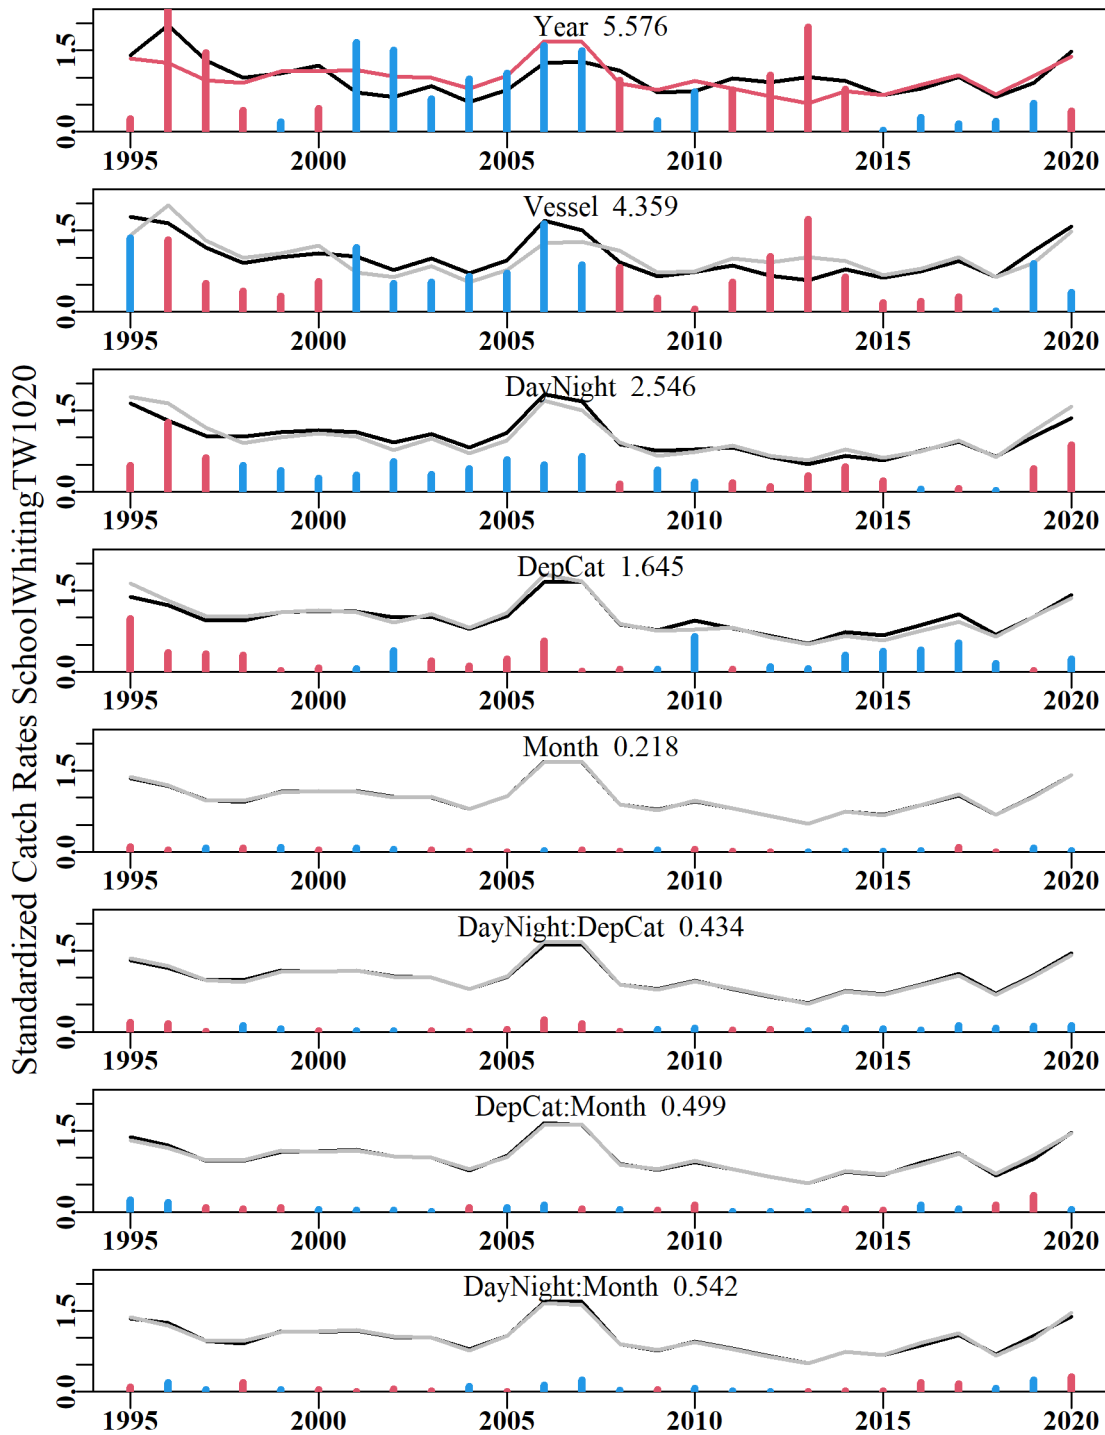 Standardized Catch Rates SchoolWhitingTW1020
Year 5.576
1.5
0.0
1995 2000 2005 2010 2015 2020
Vessel 4.359
1.5
0.0
1995 2000 2005 2010 2015 2020
DayNight 2.546
1.5
0.0
1995 2000 2005 2010 2015 2020
DepCat 1.645
1.5
0.0
1995 2000 2005 2010 2015 2020
Month 0.218
1.5
0.0
1995 2000 2005 2010 2015 2020
DayNight:DepCat 0.434
1.5
0.0
1995 2000 2005 2010 2015 2020
DepCat:Month 0.499
1.5
0.0
1995 2000 2005 2010 2015 2020
DayNight:Month 0.542
1.5
0.0
1995 2000 2005 2010 2015 2020